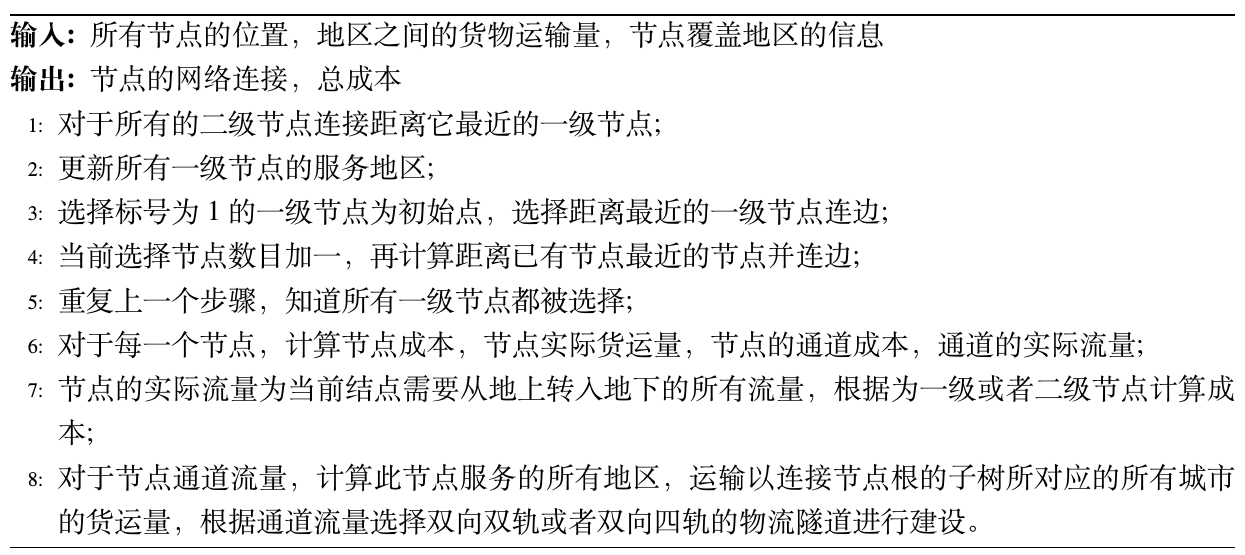 输入：所有节点的位置，地区之间的货物运输量，节点覆盖地区的信息
输出：节点的网络连接，总成本
1: 对于所有的二级节点连接距离它最近的一级节点;
2: 更新所有一级节点的服务地区;
3: 选择标号为 1 的一级节点为初始点，选择距离最近的一级节点连边;
4: 当前选择节点数目加一，再计算距离已有节点最近的节点并连边;
5: 重复上一个步骤，知道所有一级节点都被选择;
6: 对于每一个节点，计算节点成本，节点实际货运量，节点的通道成本，通道的实际流量;
7: 节点的实际流量为当前结点需要从地上转入地下的所有流量，根据为一级或者二级节点计算成
本;
8: 对于节点通道流量，计算此节点服务的所有地区，运输以连接节点根的子树所对应的所有城市
的货运量，根据通道流量选择双向双轨或者双向四轨的物流隧道进行建设。